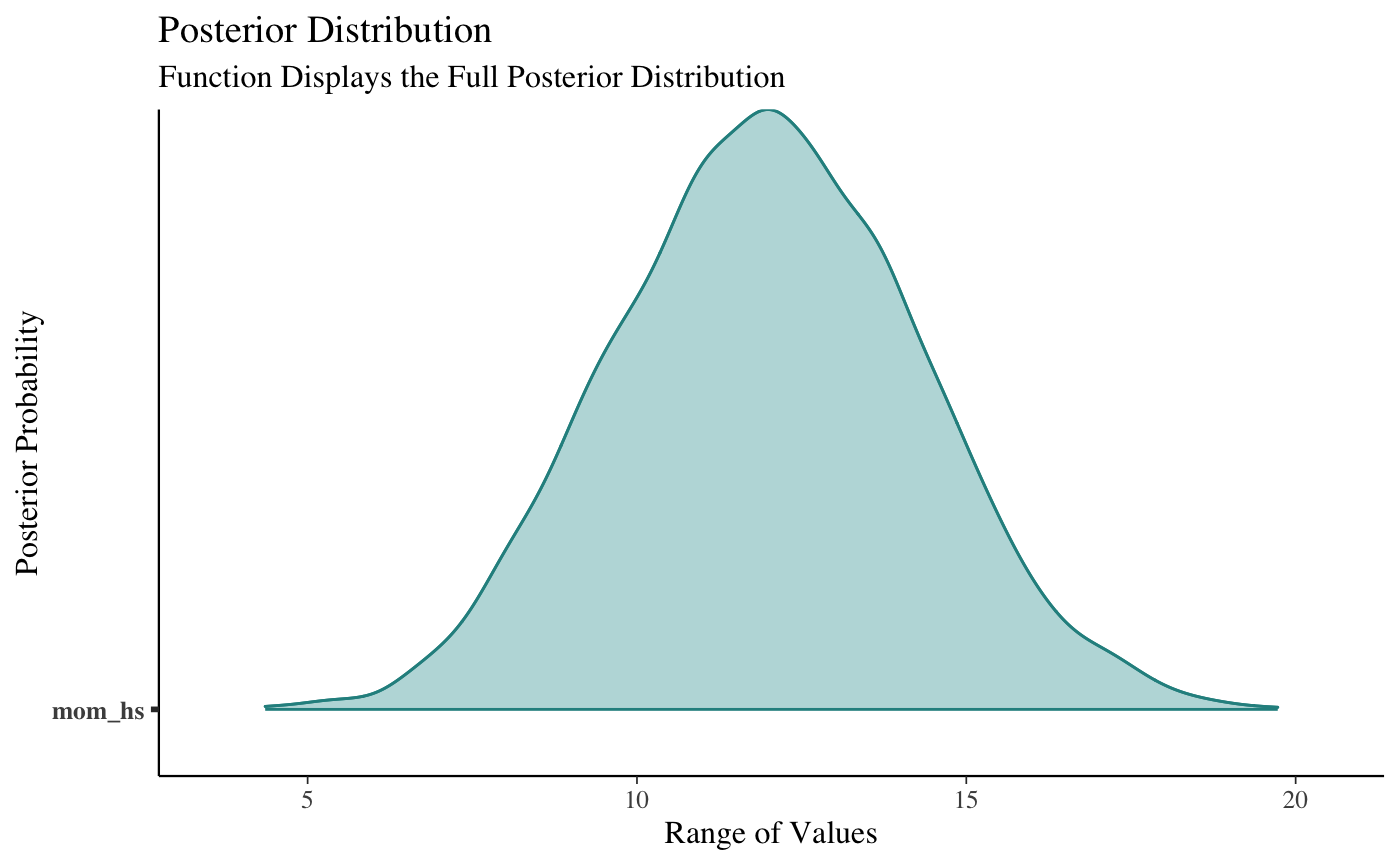 Posterior Distribution
Function Displays the Full Posterior Distribution
Posterior Probability
mom_hs
5 10 15 20
Range of Values